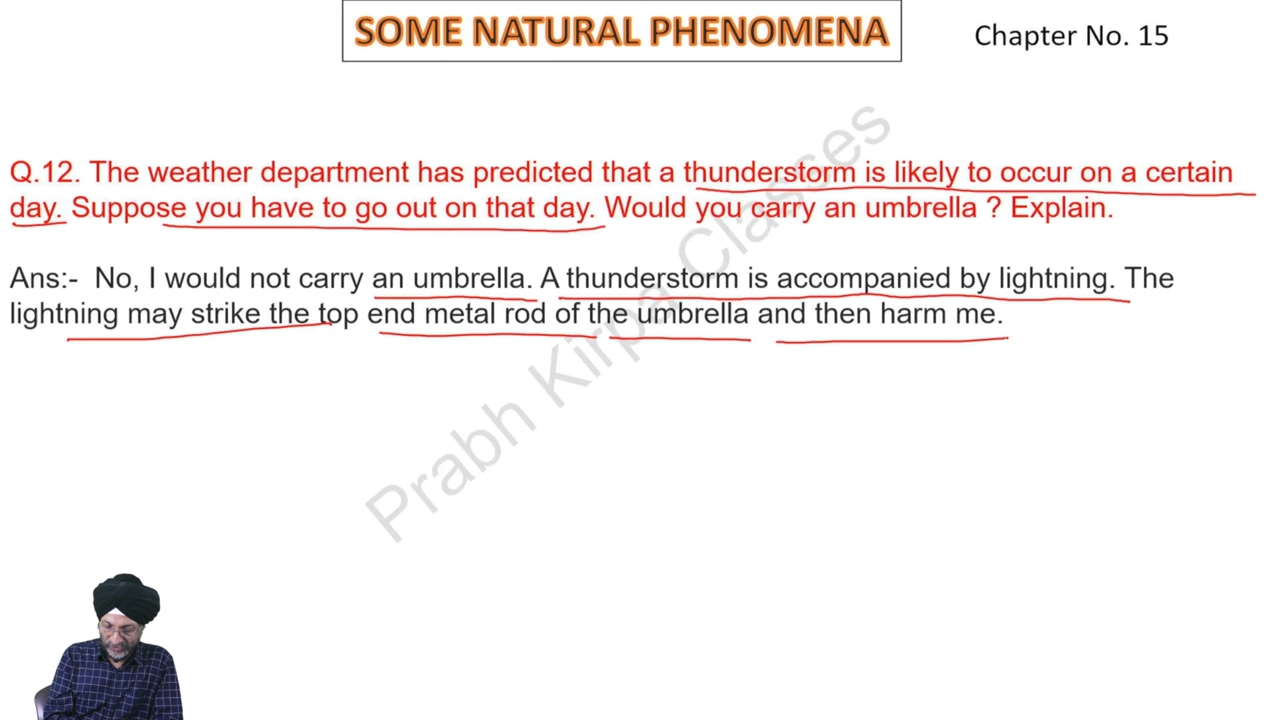 SOME NATURAL PHENOMENA
Chapter No. 15
Q.12. The weather department has predicted that a thunderstorm is likely to occur on a certain
day. Suppose you have to go out on that day. Would you carry an umbrella ? Explain.
Ans:- No, I would not carry an umbrella. A thunderstorm is accompanied by lightning. The
lightning may strike the top end metal rod of the umbrella and then harm me.
Prabh Kirpa Classes